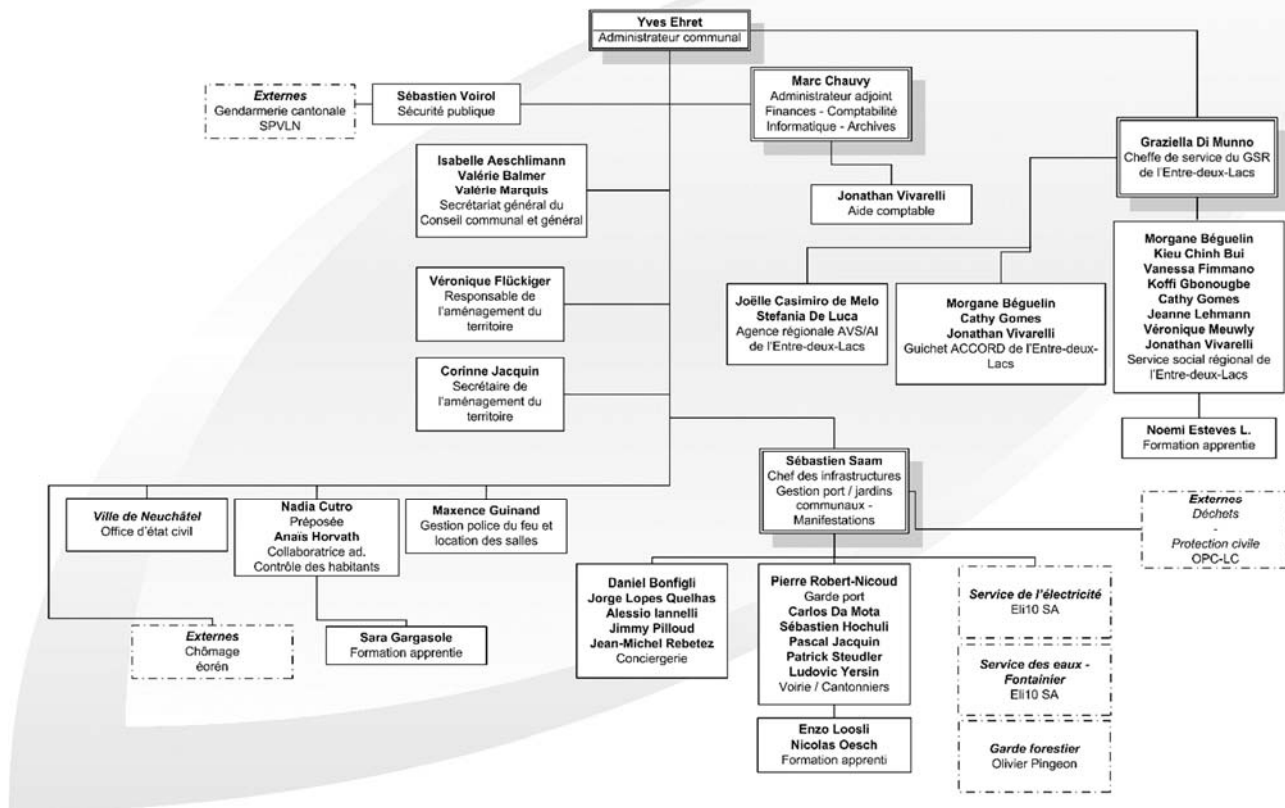 Yves Ehret
Administrateur communal
Externes
Gendarmerie cantonale
SPVLN
Sébastien Voirol
Sécurité publique
Marc Chauvy
Administrateur adjoint
Finances - Comptabilité
Informatique - Archives
Graziella Di Munno
Cheffe de service du GSR
de l'Entre-deux-Lacs
Isabelle Aeschlimann
Valérie Balmer
Valérie Marquis
Secrétariat général du
Conseil communal et général
Jonathan Vivarelli
Aide comptable
Véronique Flückiger
Responsable de
l'aménagement du
territoire
Joëlle Casimiro de Melo
Stefania De Luca
Agence régionale AVS/AI
de l'Entre-deux-Lacs
Morgane Béguelin
Cathy Gomes
Jonathan Vivarelli
Guichet ACCORD de l'Entre-deux-
Lacs
Morgane Béguelin
Kieu Chinh Bui
Vanessa Fimmano
Koffi Gbonougbe
Cathy Gomes
Jeanne Lehmann
Véronique Meuwly
Jonathan Vivarelli
Service social régional de
l'Entre-deux-Lacs
Corinne Jacquin
Secrétaire de
l'aménagement du
territoire
Noemi Esteves L.
Formation apprentie
Sébastien Saam
Chef des infrastructures
Gestion port / jardins
communaux -
Manifestations
Ville de Neuchâtel
Office d'état civil
Nadia Cutro
Préposée
Anaïs Horvath
Collaboratrice ad.
Contrôle des habitants
Maxence Guinand
Gestion police du feu et
location des salles
Externes
Déchets
-
Protection civile
OPC-LC
Externes
Chômage
éorén
Sara Gargasole
Formation apprentie
Daniel Bonfigli
Jorge Lopes Quelhas
Alessio Iannelli
Jimmy Pilloud
Jean-Michel Rebetez
Conciergerie
Pierre Robert-Nicoud
Garde port
Carlos Da Mota
Sébastien Hochuli
Pascal Jacquin
Patrick Steudler
Ludovic Yersin
Voirie / Cantonniers
Service de l'électricité
Eli10 SA
Service des eaux -
Fontainier
Eli10 SA
Enzo Loosli
Nicolas Oesch
Formation apprenti
Garde forestier
Olivier Pingeon